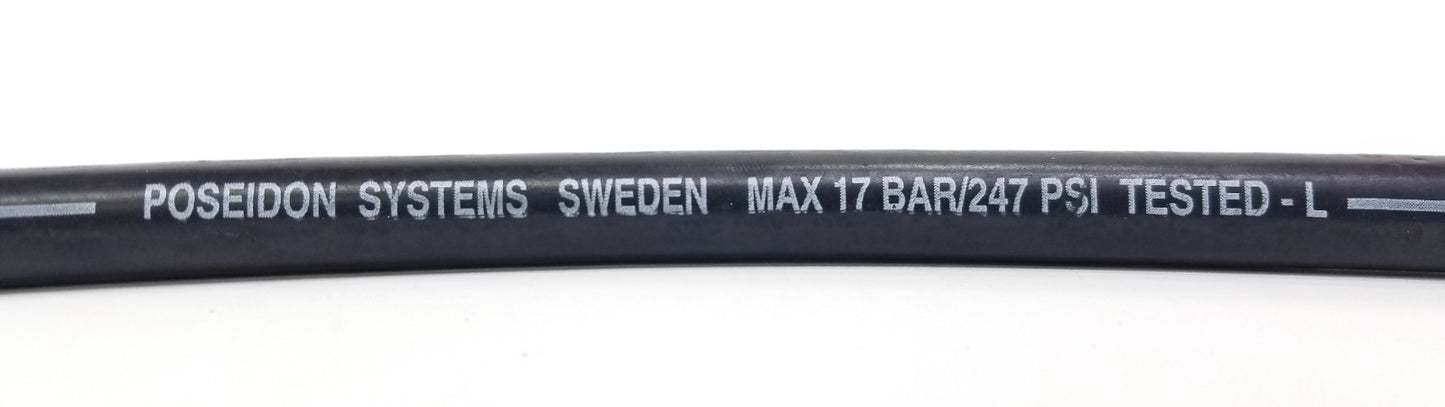 POSEIDON SYSTEMS SWEDEN MAX 17 BAR/247 PSI TESTED - L